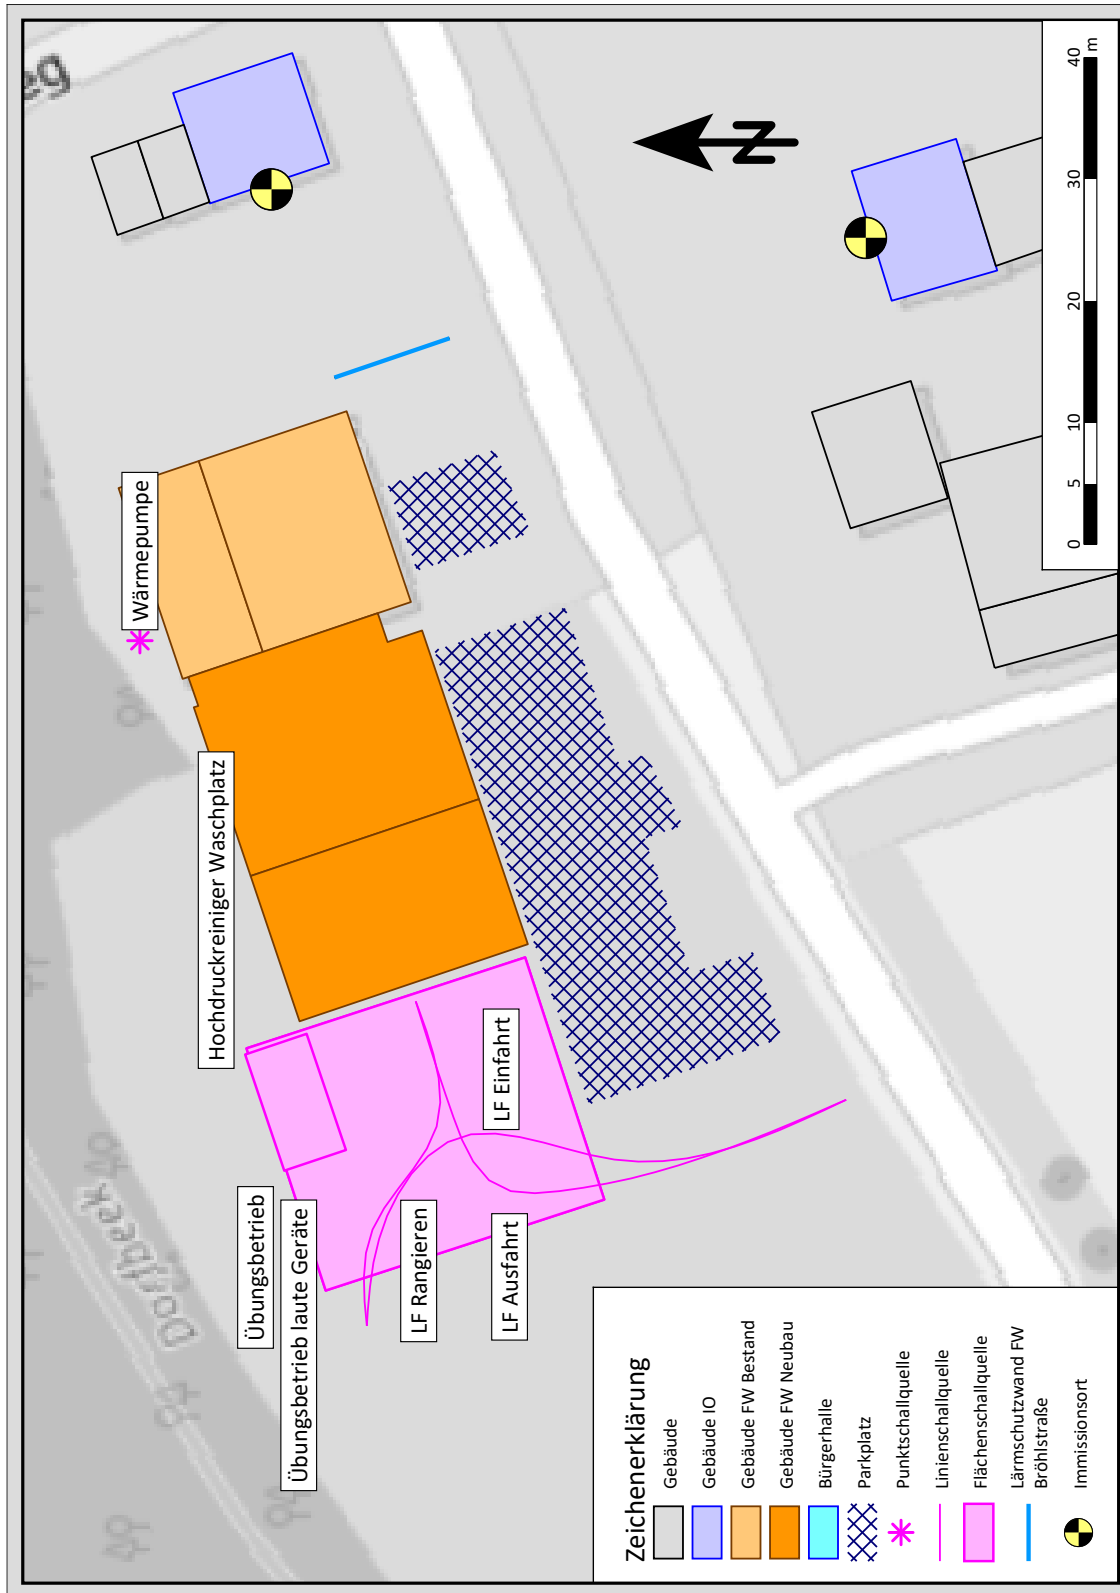 eg
Wärmepumpe
Hochdruckreiniger Waschplatz
Übungsbetrieb
Übungsbetrieb laute Geräte
LF Rangieren
LF Einfahrt
LF Ausfahrt
N
0 5 10 20 30 40
m
Zeichenerklärung
Gebäude
Gebäude IO
Gebäude FW Bestand
Gebäude FW Neubau
Bürgerhalle
Parkplatz
Punktschallquelle
Linienschallquelle
Flächenschallquelle
Lärmschutzwand FW
Bröhlstraße
Immissionsort